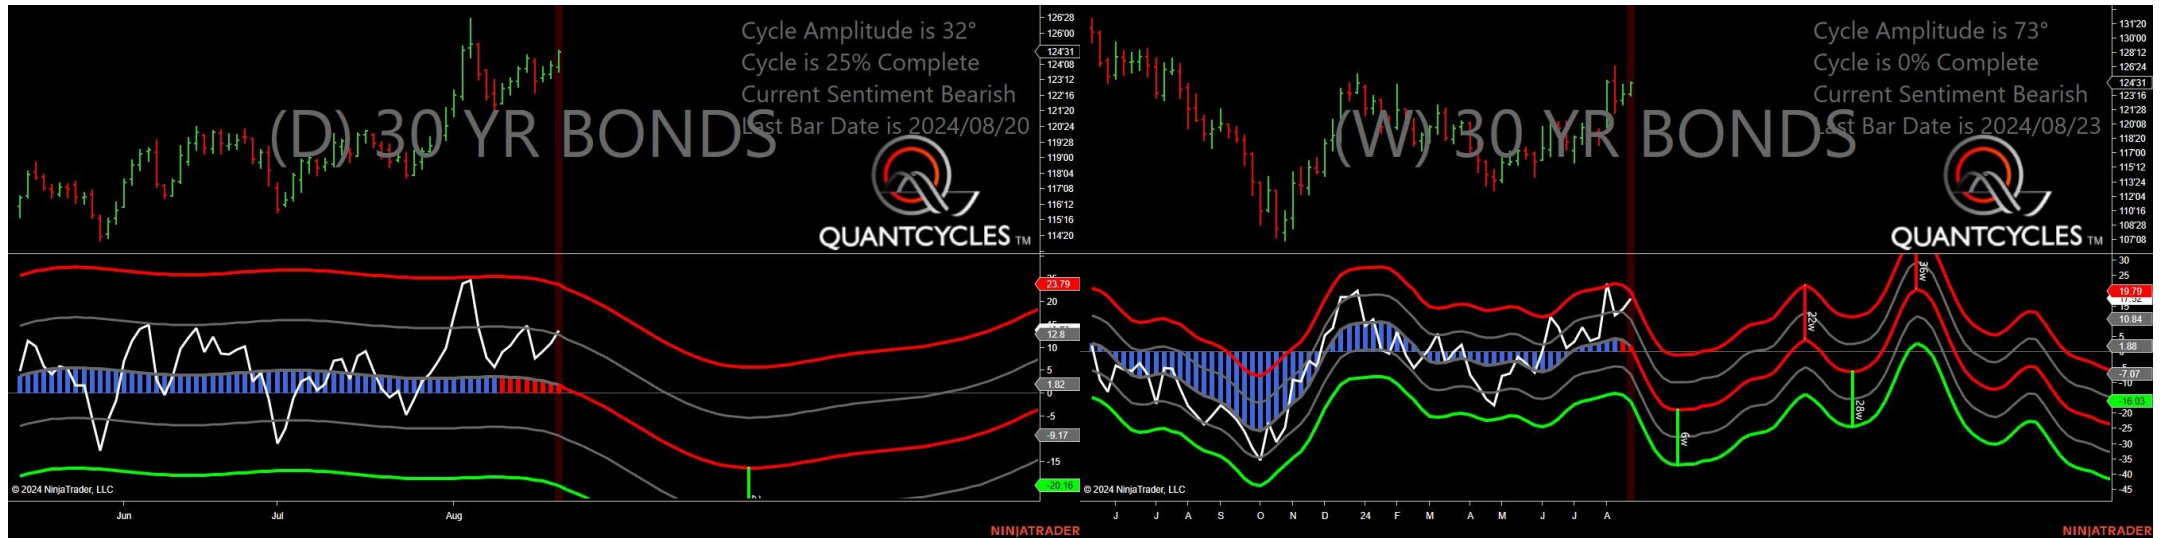 Cycle Amplitude is 32°
Cycle is 25% Complete
Current Sentiment Bearish
Last Bar Date is 2024/08/20
(D) 30 YR BONDS
QUANTCYCLES TM
126'28
126'00
124'31
124'08
123'12
122'16
121'20
120'24
119'28
119'00
118'04
117'08
116'12
115'16
114'20
23.79
20
12.8
10
5
1.82
0
-5
-9.17
-15
-20.16
© 2024 NinjaTrader, LLC
Jun
Jul
Aug
NINJATRADER
Cycle Amplitude is 73°
Cycle is 0% Complete
Current Sentiment Bearish
Last Bar Date is 2024/08/23
(W) 30 YR BONDS
QUANTCYCLES TM
131'20
130'00
128'12
126'24
124'31
123'16
121'28
120'08
118'20
117'00
115'12
113'24
112'04
110'16
108'28
107'08
36w
22w
28w
6w
30
25
19.79
10.84
5
1.88
-7.07
-10
-16.03
-20
-25
-30
-35
-40
-45
© 2024 NinjaTrader, LLC
J
J
A
S
O
N
D
24
F
M
A
M
J
J
A
NINJATRADER